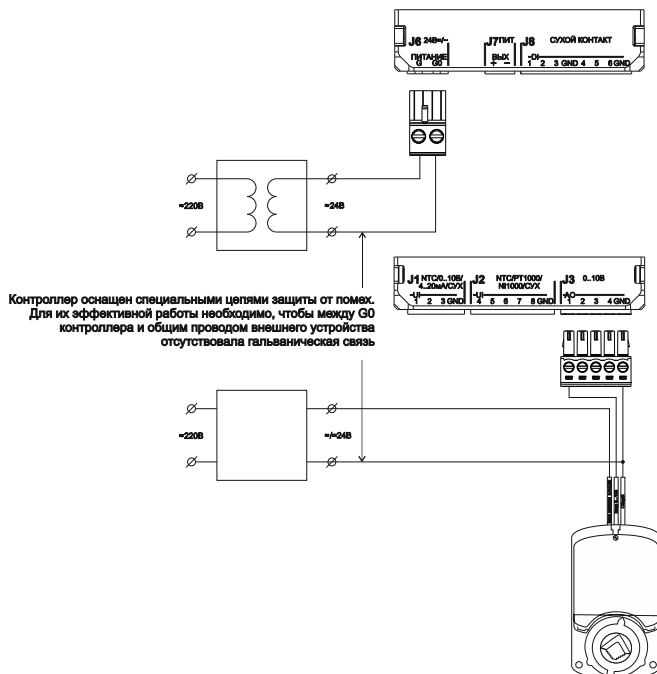 J6 24В=/~ J7 ПИТ J8 СУХОЙ КОНТАКТ
ПИТАНИЕ ВЫХ -DI
G G0 + - 1 2 3 GND 4 5 6 GND
≈220В ≈24В
J1 NTC/0..10В/ J2 NTC/PT1000/ J3 0..10В
4..20мА/СУХ NI1000/СУХ
-UI -UI -AO
1 2 3 GND 4 5 6 7 8 GND 1 2 3 4 GND
Контроллер оснащен специальными цепями защиты от помех.
Для их эффективной работы необходимо, чтобы между G0
контроллера и общим проводом внешнего устройства
отсутствовала гальваническая связь
≈220В ≈/=24В